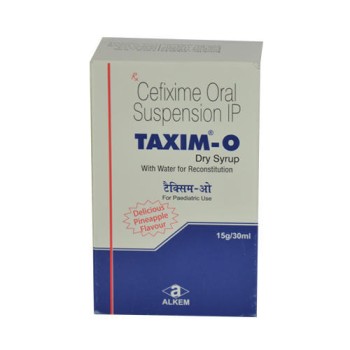 Rx
Cefixime Oral
Suspension IP
TAXIM®-O
Dry Syrup
With Water for Reconstitution
टैक्सिम-ओ
For Paediatric Use
Delicious
Pineapple
Flavour
15g/30ml
a
ALKEM